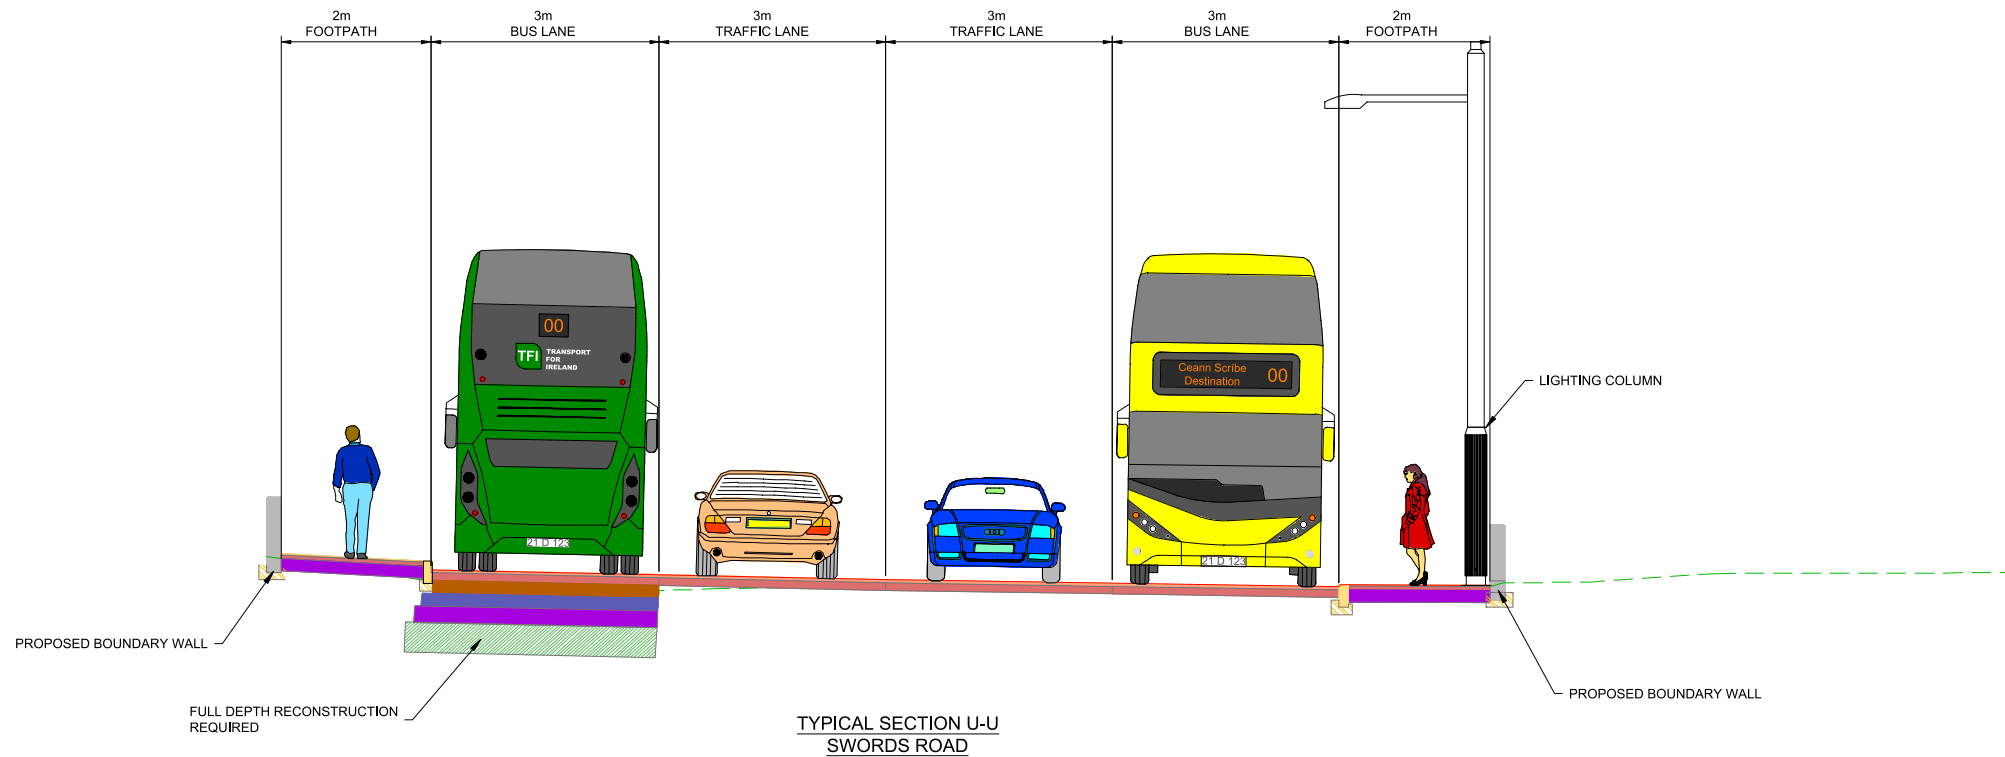 2m
FOOTPATH
3m
BUS LANE
3m
TRAFFIC LANE
3m
TRAFFIC LANE
3m
BUS LANE
2m
FOOTPATH
00
TFI TRANSPORT
FOR
IRELAND
21 D 123
Ceann Scríbe
Destination 00
21 D 123
LIGHTING COLUMN
PROPOSED BOUNDARY WALL
FULL DEPTH RECONSTRUCTION
REQUIRED
PROPOSED BOUNDARY WALL
TYPICAL SECTION U-U
SWORDS ROAD